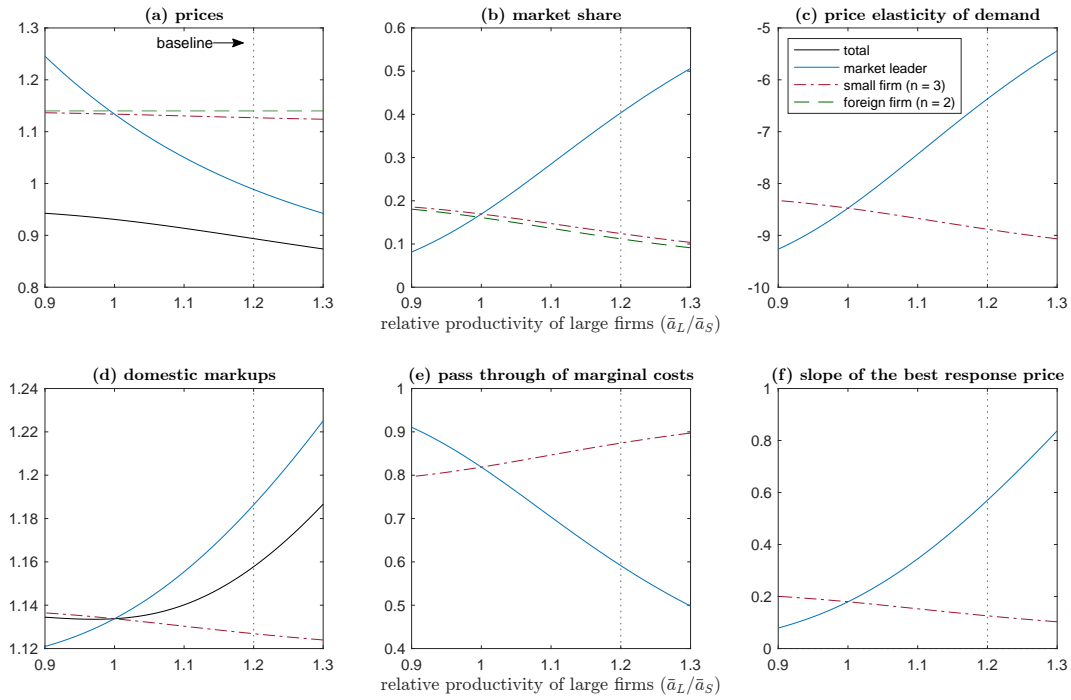 (a) prices
1.3
1.2
1.1
1
0.9
0.8
0.9 1 1.1 1.2 1.3
baseline
(b) market share
0.6
0.5
0.4
0.3
0.2
0.1
0
0.9 1 1.1 1.2 1.3
relative productivity of large firms (āL/āS)
(c) price elasticity of demand
-5
-6
-7
-8
-9
-10
0.9 1 1.1 1.2 1.3
total
market leader
small firm (n = 3)
foreign firm (n = 2)
(d) domestic markups
1.24
1.22
1.2
1.18
1.16
1.14
1.12
0.9 1 1.1 1.2 1.3
(e) pass through of marginal costs
1
0.9
0.8
0.7
0.6
0.5
0.4
0.9 1 1.1 1.2 1.3
relative productivity of large firms (āL/āS)
(f) slope of the best response price
1
0.8
0.6
0.4
0.2
0
0.9 1 1.1 1.2 1.3